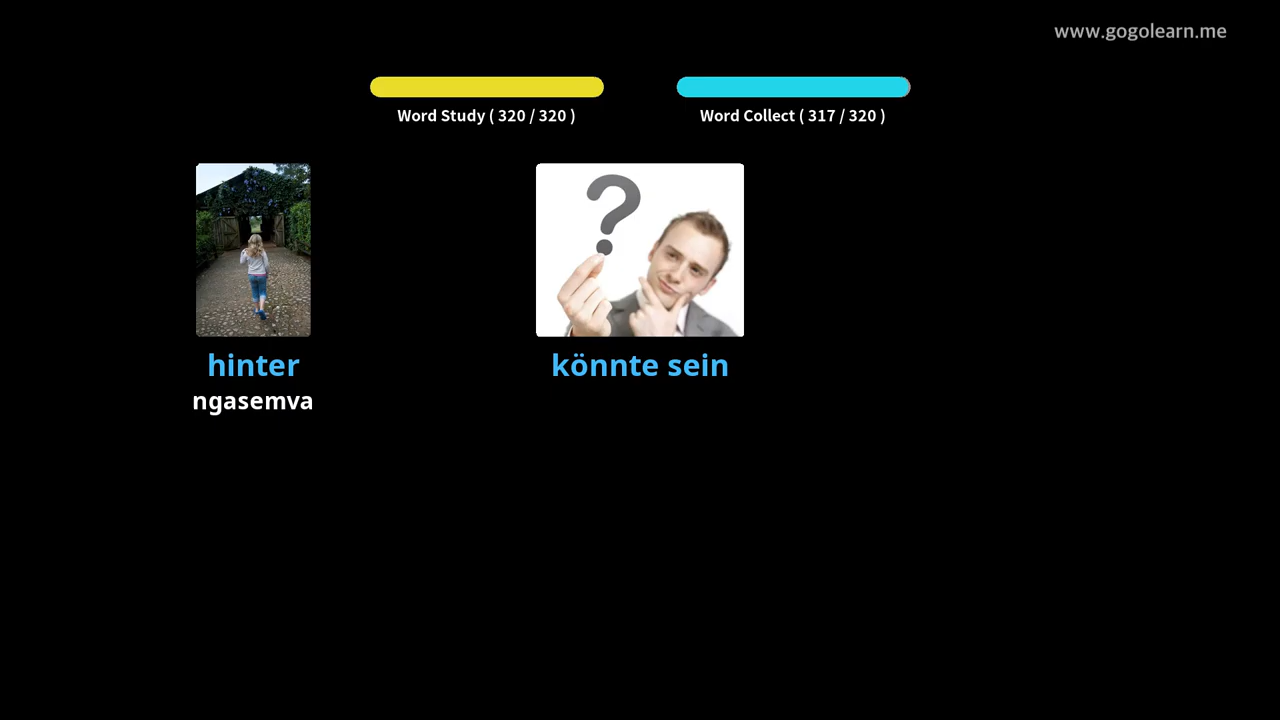 www.gogolearn.me
Word Study ( 320 / 320 )
Word Collect ( 317 / 320 )
hinter
ngasemva
könnte sein